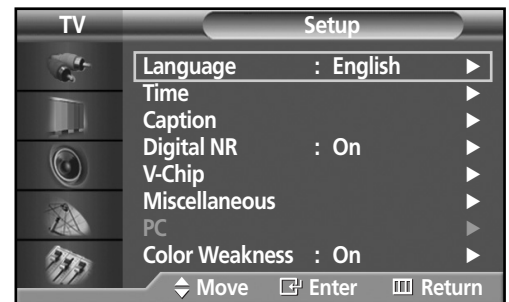 TV Setup
Language : English
Time
Caption
Digital NR : On
V-Chip
Miscellaneous
PC
Color Weakness : On
Move Enter Return